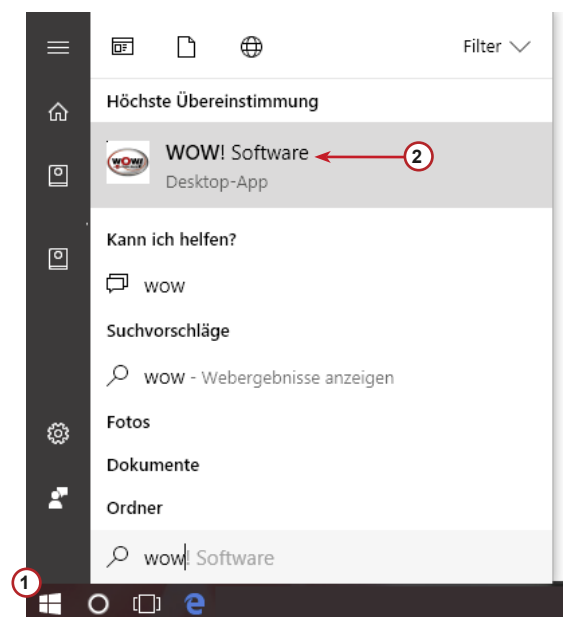 Filter
Höchste Übereinstimmung
WOW! Software
2
WOW!
Desktop-App
Kann ich helfen?
wow
Suchvorschläge
wow - Webergebnisse anzeigen
Fotos
Dokumente
Ordner
wow! Software
1